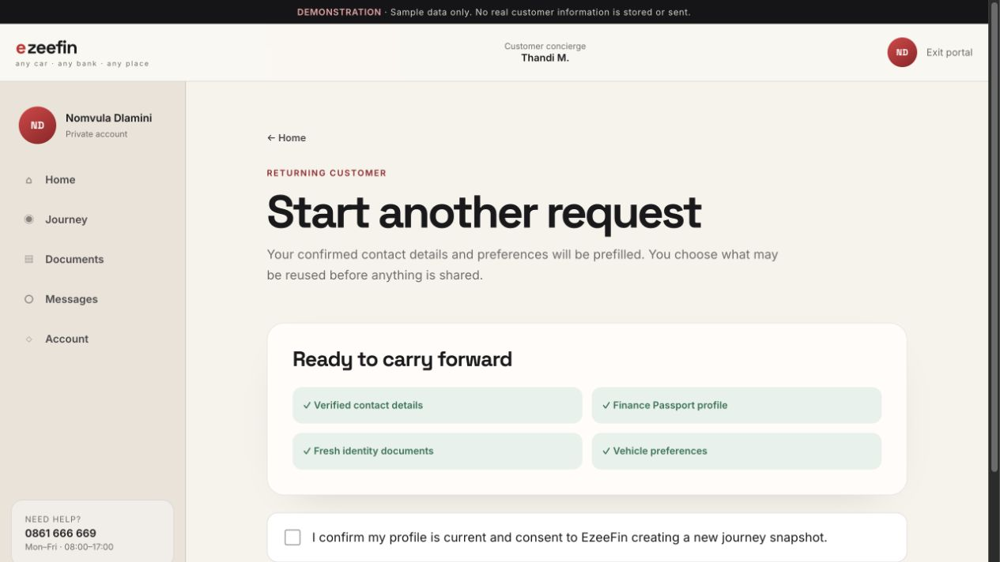 DEMONSTRATION · Sample data only. No real customer information is stored or sent.
ezeefin
any car · any bank · any place
Customer concierge
Thandi M.
ND
Exit portal
ND
Nomvula Dlamini
Private account
Home
Journey
Documents
Messages
Account
NEED HELP?
0861 666 669
Mon–Fri · 08:00–17:00
← Home
RETURNING CUSTOMER
Start another request
Your confirmed contact details and preferences will be prefilled. You choose what may
be reused before anything is shared.
Ready to carry forward
✓ Verified contact details
✓ Finance Passport profile
✓ Fresh identity documents
✓ Vehicle preferences
I confirm my profile is current and consent to EzeeFin creating a new journey snapshot.